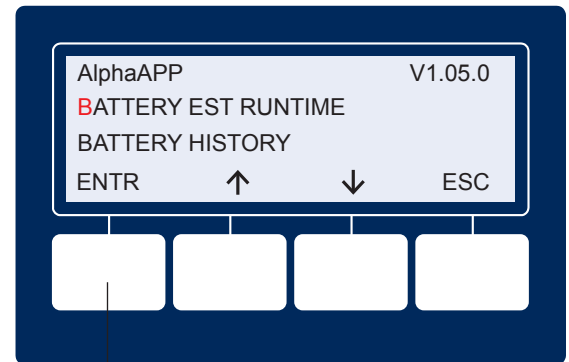 AlphaAPP V1.05.0
BATTERY EST RUNTIME
BATTERY HISTORY
ENTR ↑ ↓ ESC